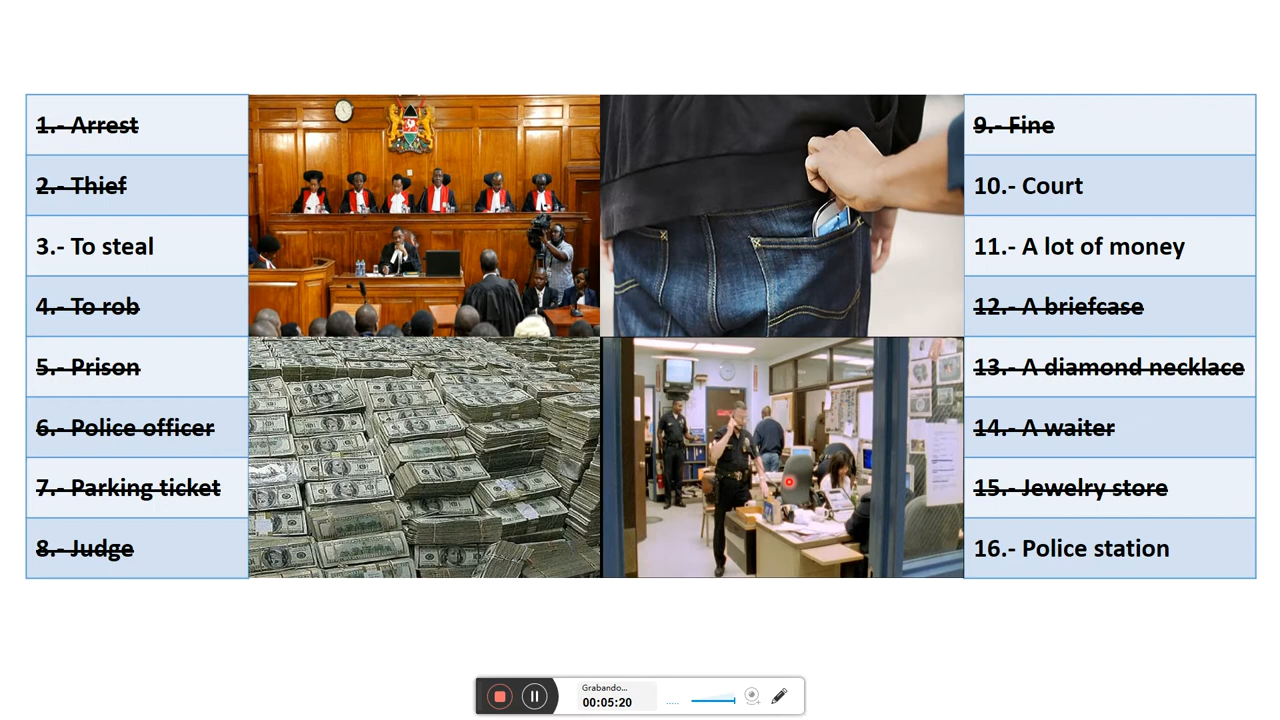 1.- Arrest
2.- Thief
3.- To steal
4.- To rob
5.- Prison
6.- Police officer
7.- Parking ticket
8.- Judge
9.- Fine
10.- Court
11.- A lot of money
12.- A briefcase
13.- A diamond necklace
14.- A waiter
15.- Jewelry store
16.- Police station
Grabando...
00:05:20